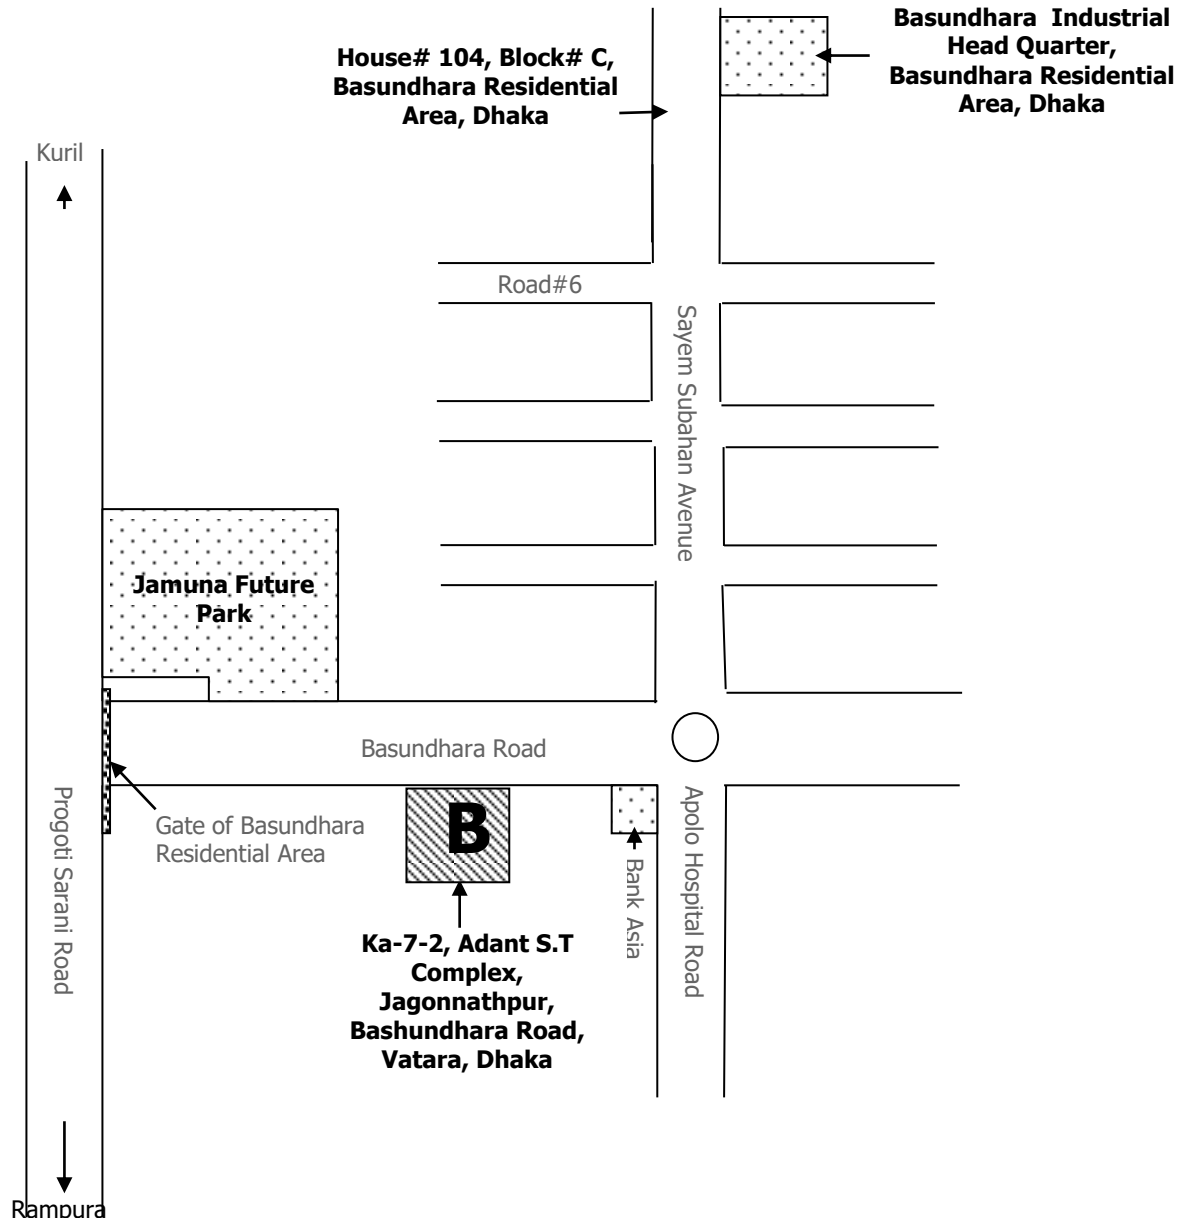 Basundhara  Industrial
Head Quarter,
Basundhara Residential
Area, Dhaka
House# 104, Block# C,
Basundhara Residential
Area, Dhaka
Kuril
Road#6
Sayem Subahan Avenue
Jamuna Future
Park
Basundhara Road
Progoti Sarani Road
Gate of Basundhara
Residential Area
B
Bank Asia
Apolo Hospital Road
Ka-7-2, Adant S.T
Complex,
Jagonnathpur,
Bashundhara Road,
Vatara, Dhaka
Rampura